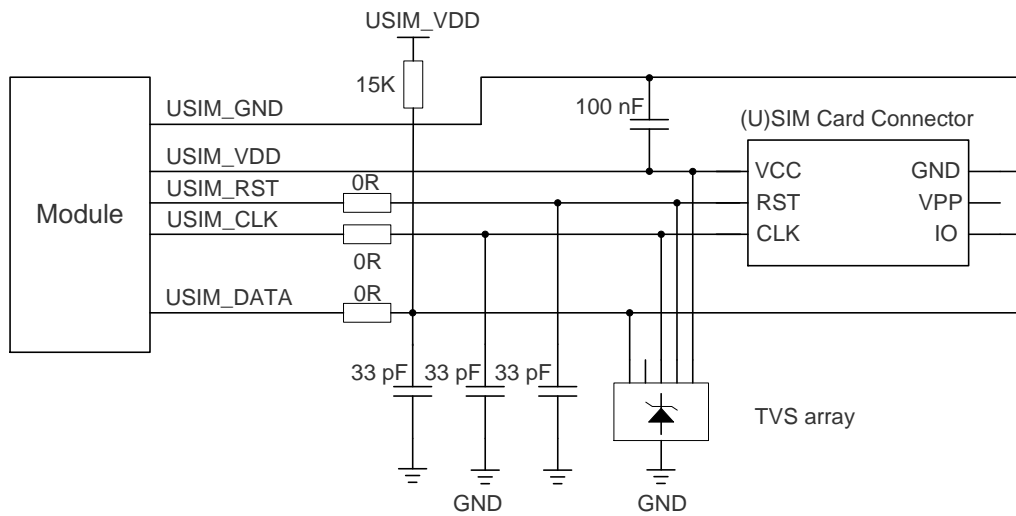 USIM_VDD
15K
USIM_GND
100 nF
(U)SIM Card Connector
USIM_VDD
VCC
GND
USIM_RST
0R
RST
VPP
Module
USIM_CLK
CLK
IO
0R
USIM_DATA
0R
33 pF
33 pF
33 pF
TVS array
GND
GND